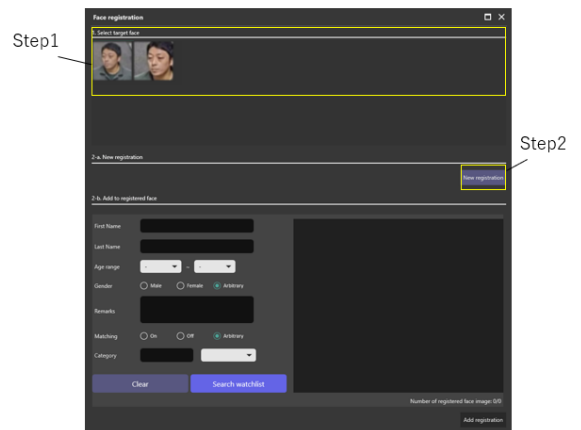 Face registration
Step1
1. Select target face
Step2
2-a. New registration
New registration
2-b. Add to registered face
First Name
Last Name
Age range - - -
Gender Male Female Arbitrary
Remarks
Matching On Off Arbitrary
Category
Clear Search watchlist
Number of registered face image: 0/0
Add registration